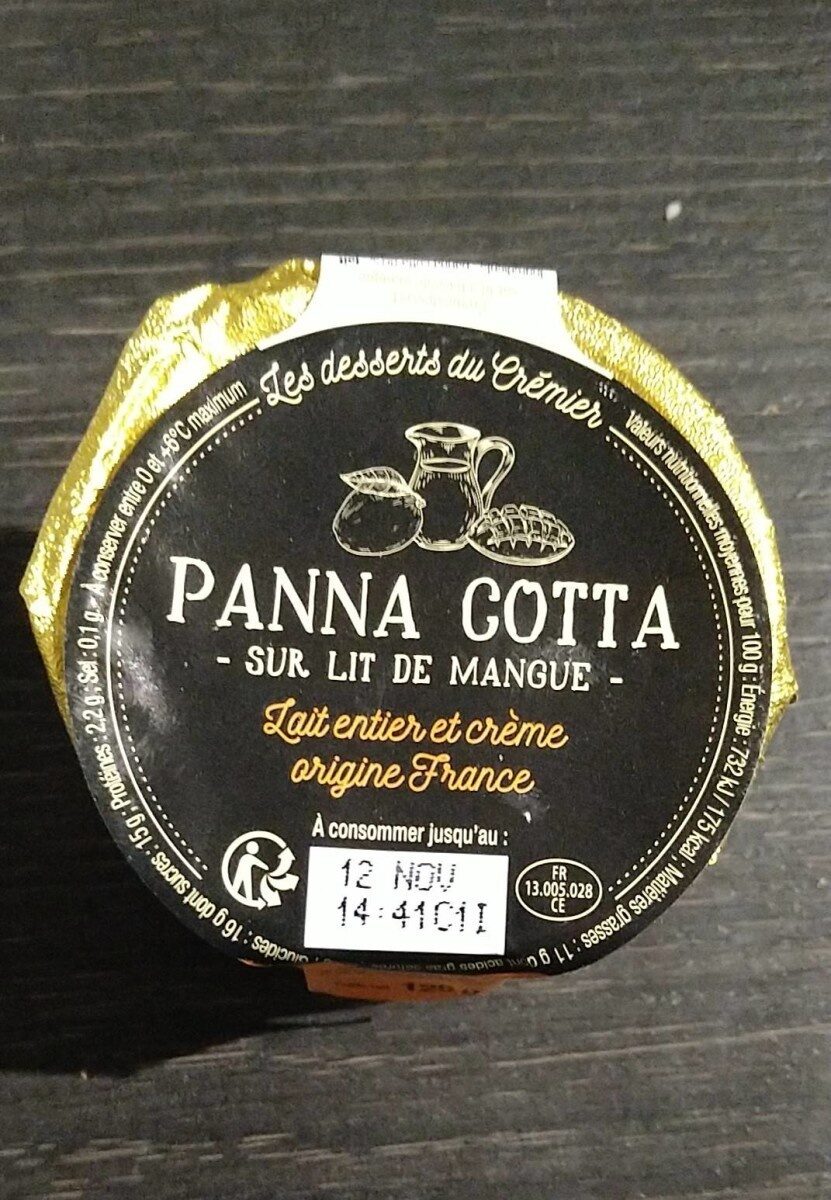 Les desserts du Crémier
PANNA COTTA
- SUR LIT DE MANGUE -
Lait entier et crème
origine France
À consommer jusqu'au :
12 NOV
14:41C1I
FR
13.005.028
CE
Valeurs nutritionnelles moyennes pour 100 g : Énergie : 732 kJ / 175 kcal ; Matières grasses : 11 g
Glucides : 16 g dont sucres : 15 g ; Protéines : 2,2 g ; Sel : 0,1 g - À conserver entre 0 et +6°C maximum